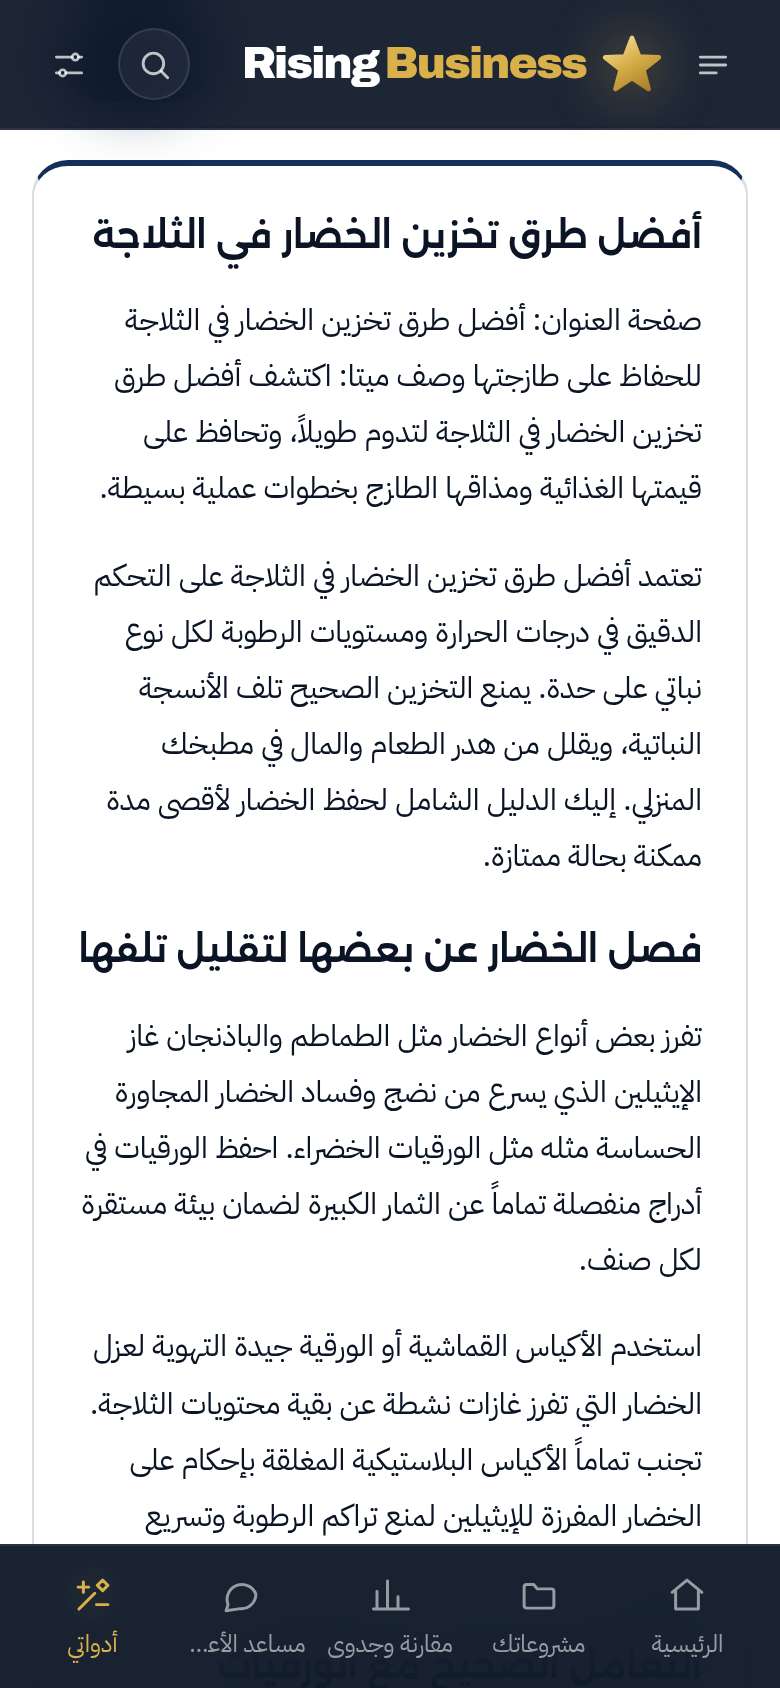 Rising Business
أفضل طرق تخزين الخضار في الثلاجة
صفحة العنوان: أفضل طرق تخزين الخضار في الثلاجة
للحفاظ على طازجتها وصف ميتا: اكتشف أفضل طرق
تخزين الخضار في الثلاجة لتدوم طويلاً، وتحافظ على
قيمتها الغذائية ومذاقها الطازج بخطوات عملية بسيطة.
تعتمد أفضل طرق تخزين الخضار في الثلاجة على التحكم
الدقيق في درجات الحرارة ومستويات الرطوبة لكل نوع
نباتي على حدة. يمنع التخزين الصحيح تلف الأنسجة
النباتية، ويقلل من هدر الطعام والمال في مطبخك
المنزلي. إليك الدليل الشامل لحفظ الخضار لأقصى مدة
ممكنة بحالة ممتازة.
فصل الخضار عن بعضها لتقليل تلفها
تفرز بعض أنواع الخضار مثل الطماطم والباذنجان غاز
الإيثيلين الذي يسرع من نضج وفساد الخضار المجاورة
الحساسة مثله مثل الورقيات الخضراء. احفظ الورقيات في
أدراج منفصلة تماماً عن الثمار الكبيرة لضمان بيئة مستقرة
لكل صنف.
استخدم الأكياس القماشية أو الورقية جيدة التهوية لعزل
الخضار التي تفرز غازات نشطة عن بقية محتويات الثلاجة.
تجنب تماماً الأكياس البلاستيكية المغلقة بإحكام على
الخضار المفرزة للإيثيلين لمنع تراكم الرطوبة وتسريع
التعامل الصحيح مع الورقيات
الرئيسية
مشروعاتك
مقارنة وجدوى
مساعد الأعـ...
أدواتي